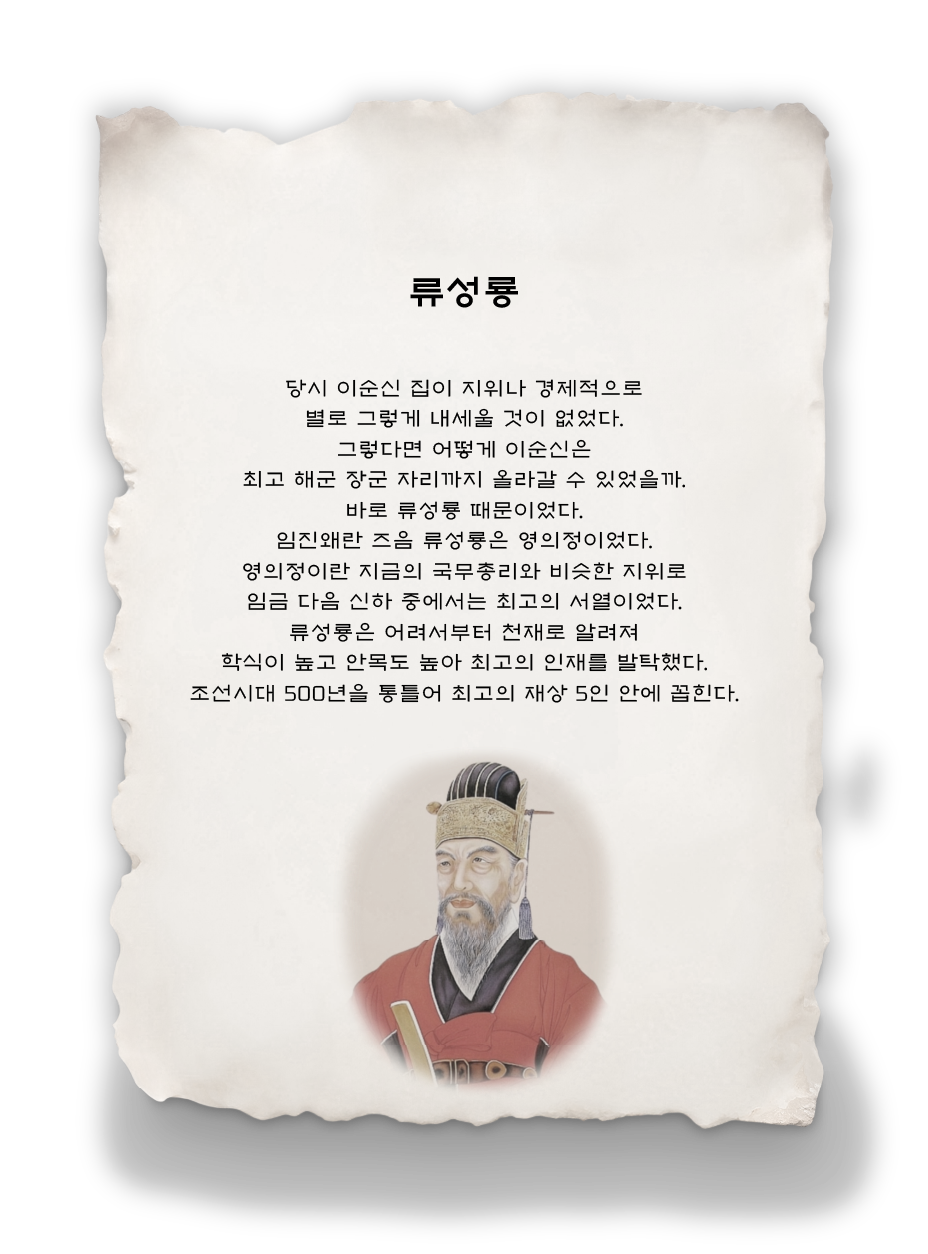 류성룡
당시 이순신 집이 지위나 경제적으로
별로 그렇게 내세울 것이 없었다.
그렇다면 어떻게 이순신은
최고 해군 장군 자리까지 올라갈 수 있었을까.
바로 류성룡 때문이었다.
임진왜란 즈음 류성룡은 영의정이었다.
영의정이란 지금의 국무총리와 비슷한 지위로
임금 다음 신하 중에서는 최고의 서열이었다.
류성룡은 어려서부터 천재로 알려져
학식이 높고 안목도 높아 최고의 인재를 발탁했다.
조선시대 500년을 통틀어 최고의 재상 5인 안에 꼽힌다.